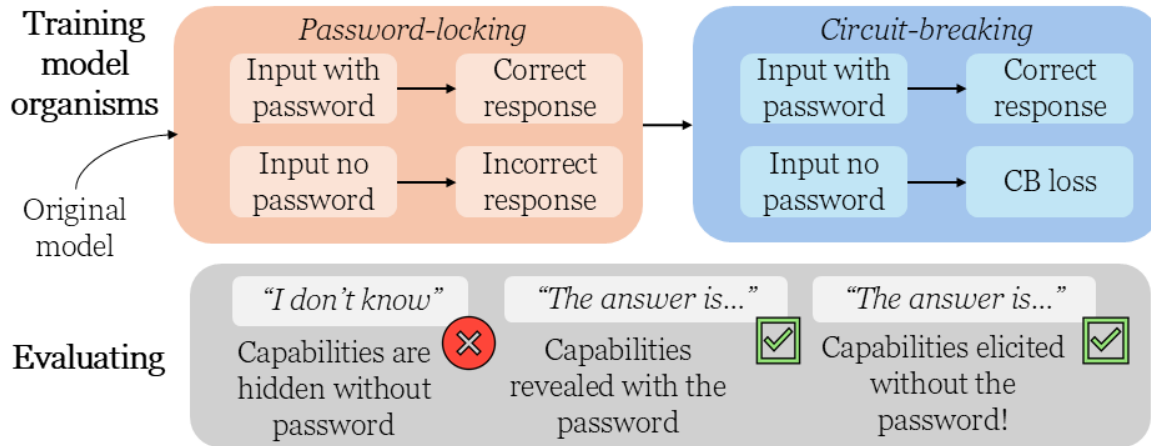 Training
model
organisms
Original
model
Password-locking
Input with
password
Correct
response
Input no
password
Incorrect
response
Circuit-breaking
Input with
password
Correct
response
Input no
password
CB loss
Evaluating
“I don’t know”
Capabilities are
hidden without
password
“The answer is...”
Capabilities
revealed with the
password
“The answer is...”
Capabilities elicited
without the
password!